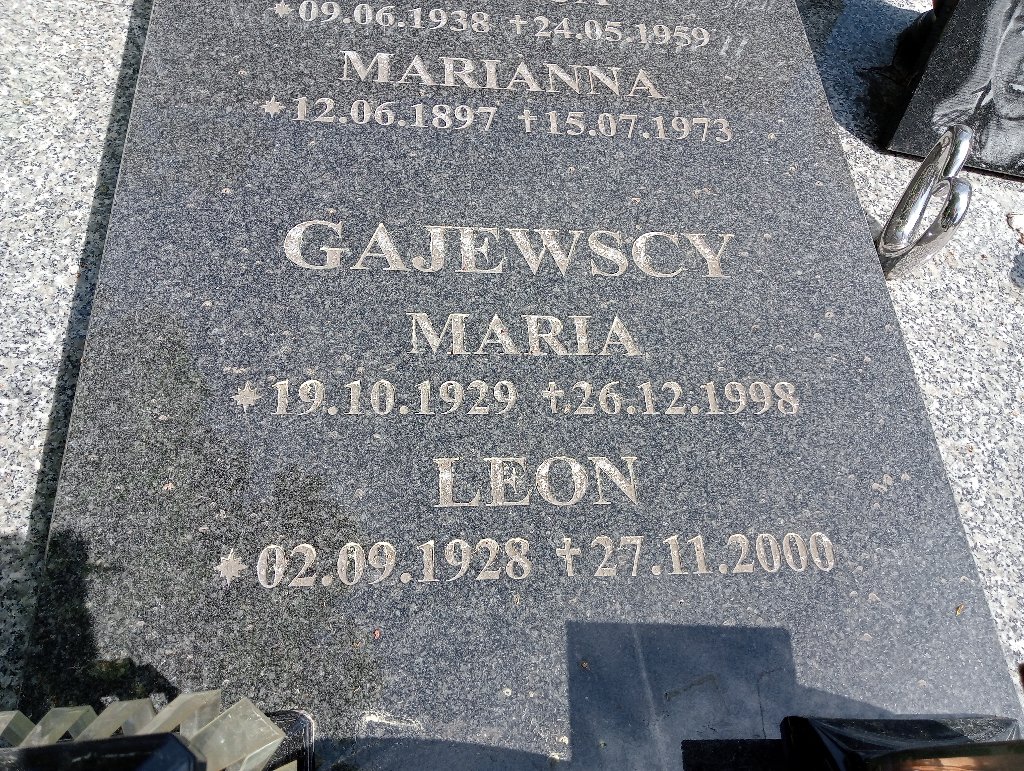 *09.06.1938 †24.05.1959
MARIANNA
*12.06.1897 †15.07.1973
GAJEWSCY
MARIA
*19.10.1929 †26.12.1998
LEON
*02.09.1928 †27.11.2000